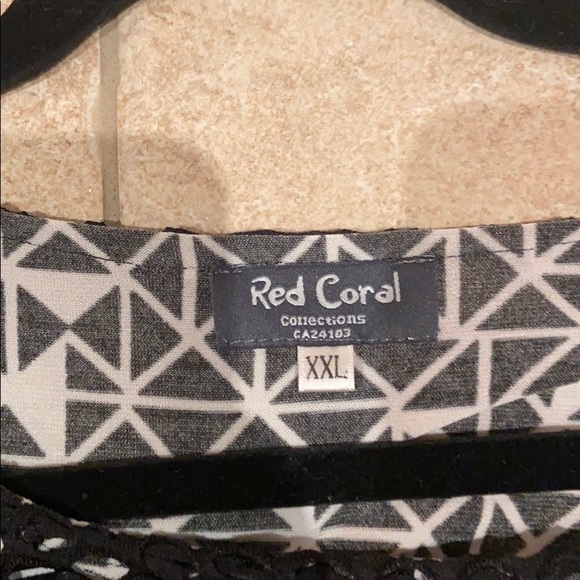 Red Coral
Collections
CA24103
XXL